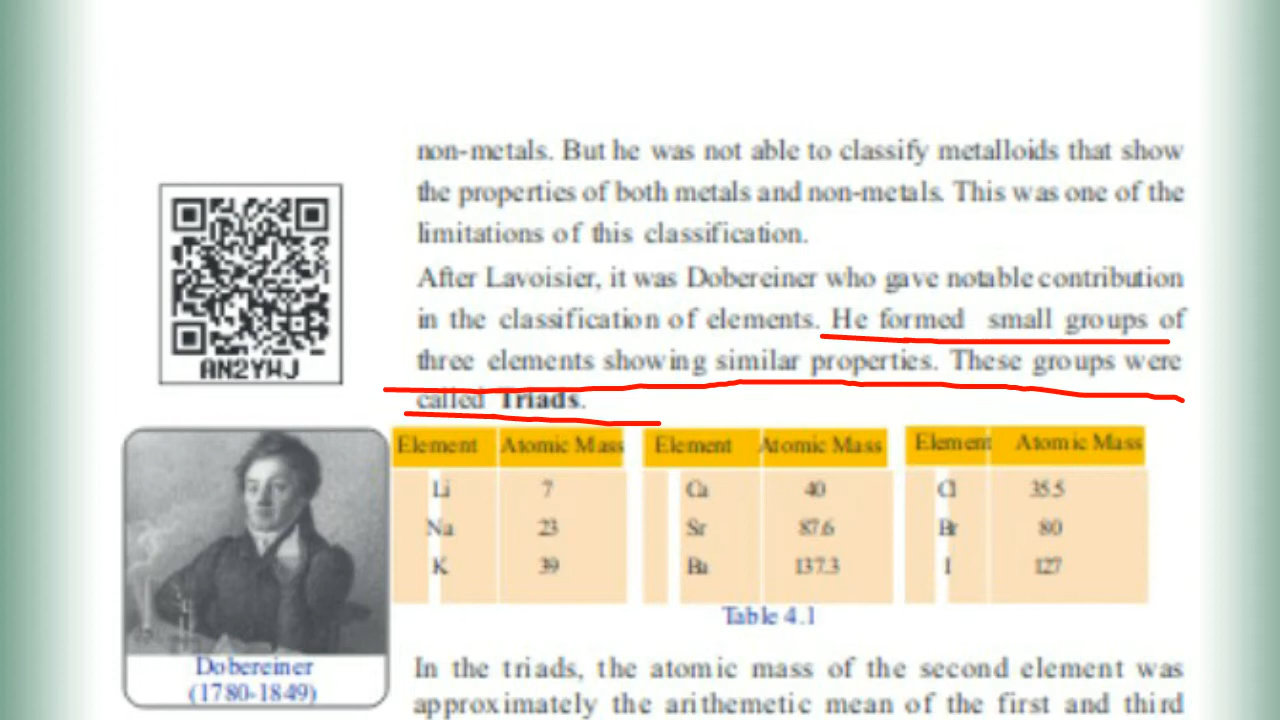 non-metals. But he was not able to classify metalloids that show
the properties of both metals and non-metals. This was one of the
limitations of this classification.
After Lavoisier, it was Dobereiner who gave notable contribution
in the classification of elements. He formed small groups of
three elements showing similar properties. These groups were
called Triads.
AN2YWJ
Element Atomic Mass Element Atomic Mass Element Atomic Mass
Li 7 Ca 40 Cl 35.5
Na 23 Sr 87.6 Br 80
K 39 Ba 137.3 I 127
Table 4.1
Dobereiner
(1780-1849)
In the triads, the atomic mass of the second element was
approximately the arithmetic mean of the first and third